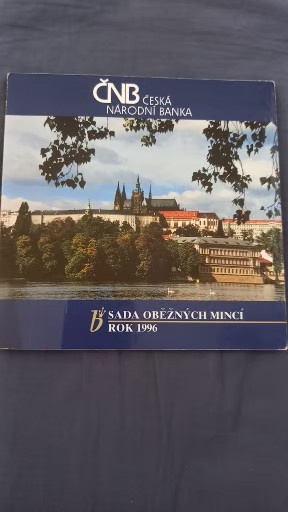 ČNB ČESKÁ
NÁRODNÍ BANKA
SADA OBĚŽNÝCH MINCÍ
ROK 1996